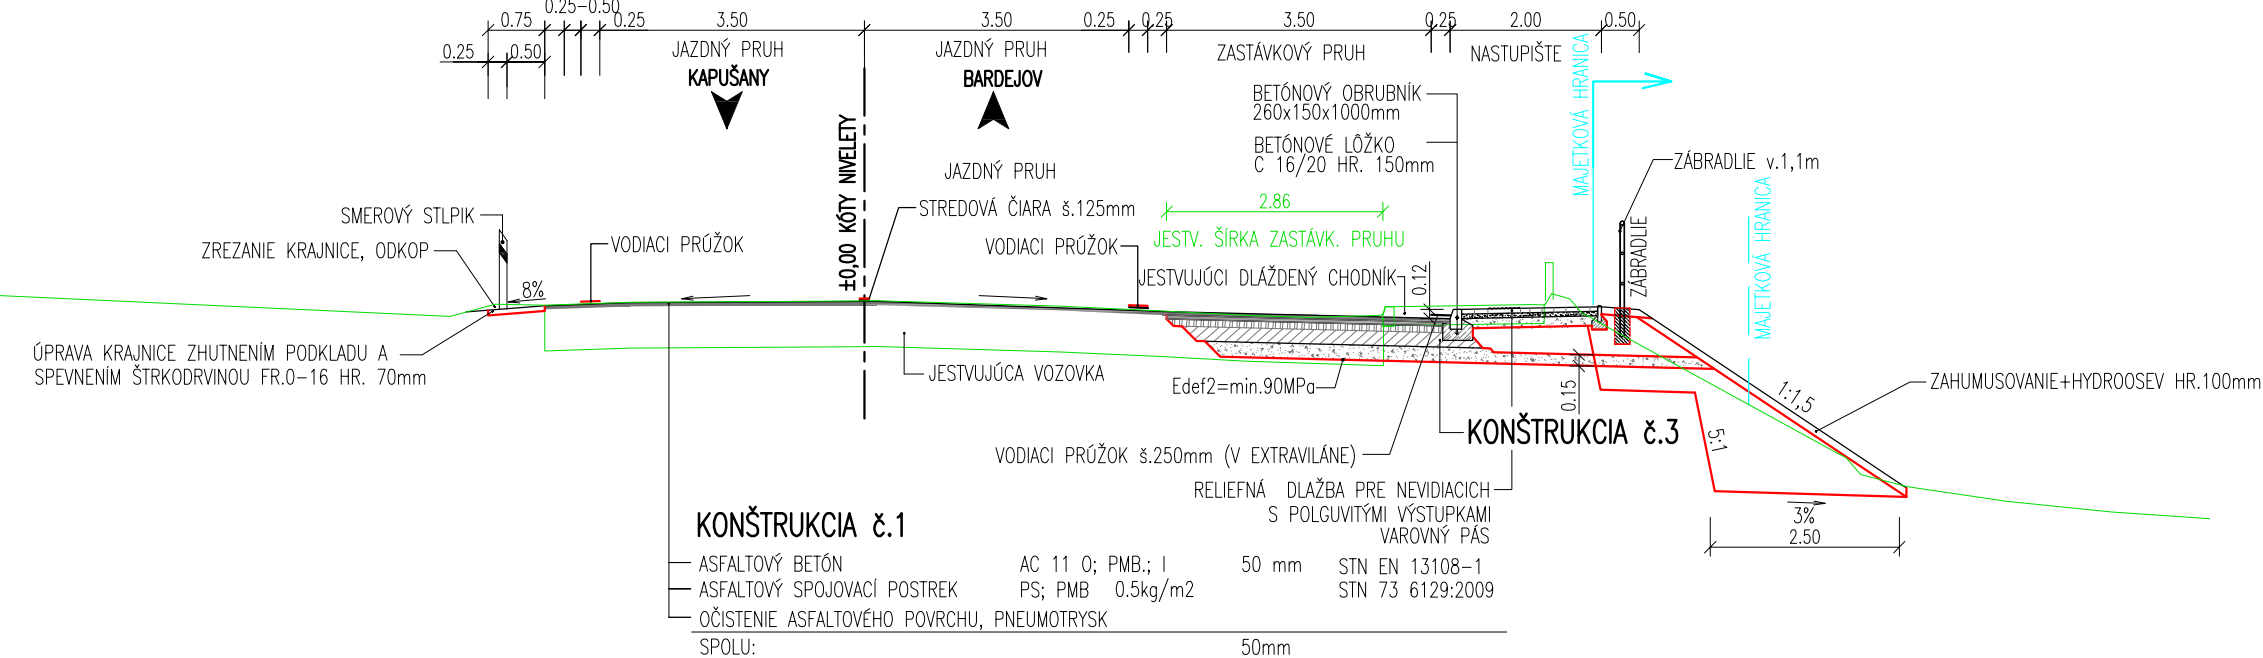 0.25-0.50
0.75
0.25
3.50
3.50
0.25
0.25
3.50
0.25
2.00
0.50
0.25
0.50
JAZDNÝ PRUH
KAPUŠANY
JAZDNÝ PRUH
BARDEJOV
ZASTÁVKOVÝ PRUH
NASTUPIŠTE
MAJETKOVÁ HRANICA
BETÓNOVÝ OBRUBNÍK
260x150x1000mm
BETÓNOVÉ LÔŽKO
C 16/20 HR. 150mm
±0,00 KÓTY NIVELETY
JAZDNÝ PRUH
ZÁBRADLIE v.1,1m
MAJETKOVÁ HRANICA
2.86
SMEROVÝ STLPIK
STREDOVÁ ČIARA š.125mm
ZREZANIE KRAJNICE, ODKOP
VODIACI PRÚŽOK
VODIACI PRÚŽOK
JESTV. ŠÍRKA ZASTÁVK. PRUHU
ZÁBRADLIE
JESTVUJÚCI DLÁŽDENÝ CHODNÍK
0.12
8%
ÚPRAVA KRAJNICE ZHUTNENÍM PODKLADU A
SPEVNENÍM ŠTRKODRVINOU FR.0-16 HR. 70mm
JESTVUJÚCA VOZOVKA
Edef2=min.90MPa
0.15
1:1,5
ZAHUMUSOVANIE+HYDROOSEV HR.100mm
KONŠTRUKCIA č.3
5:1
VODIACI PRÚŽOK š.250mm (V EXTRAVILÁNE)
RELIEFNÁ DLAŽBA PRE NEVIDIACICH
S POLGUVITÝMI VÝSTUPKAMI
VAROVNÝ PÁS
3%
2.50
KONŠTRUKCIA č.1
ASFALTOVÝ BETÓN AC 11 O; PMB.; I 50 mm STN EN 13108-1
ASFALTOVÝ SPOJOVACÍ POSTREK PS; PMB 0.5kg/m2 STN 73 6129:2009
OČISTENIE ASFALTOVÉHO POVRCHU, PNEUMOTRYSK
SPOLU: 50mm